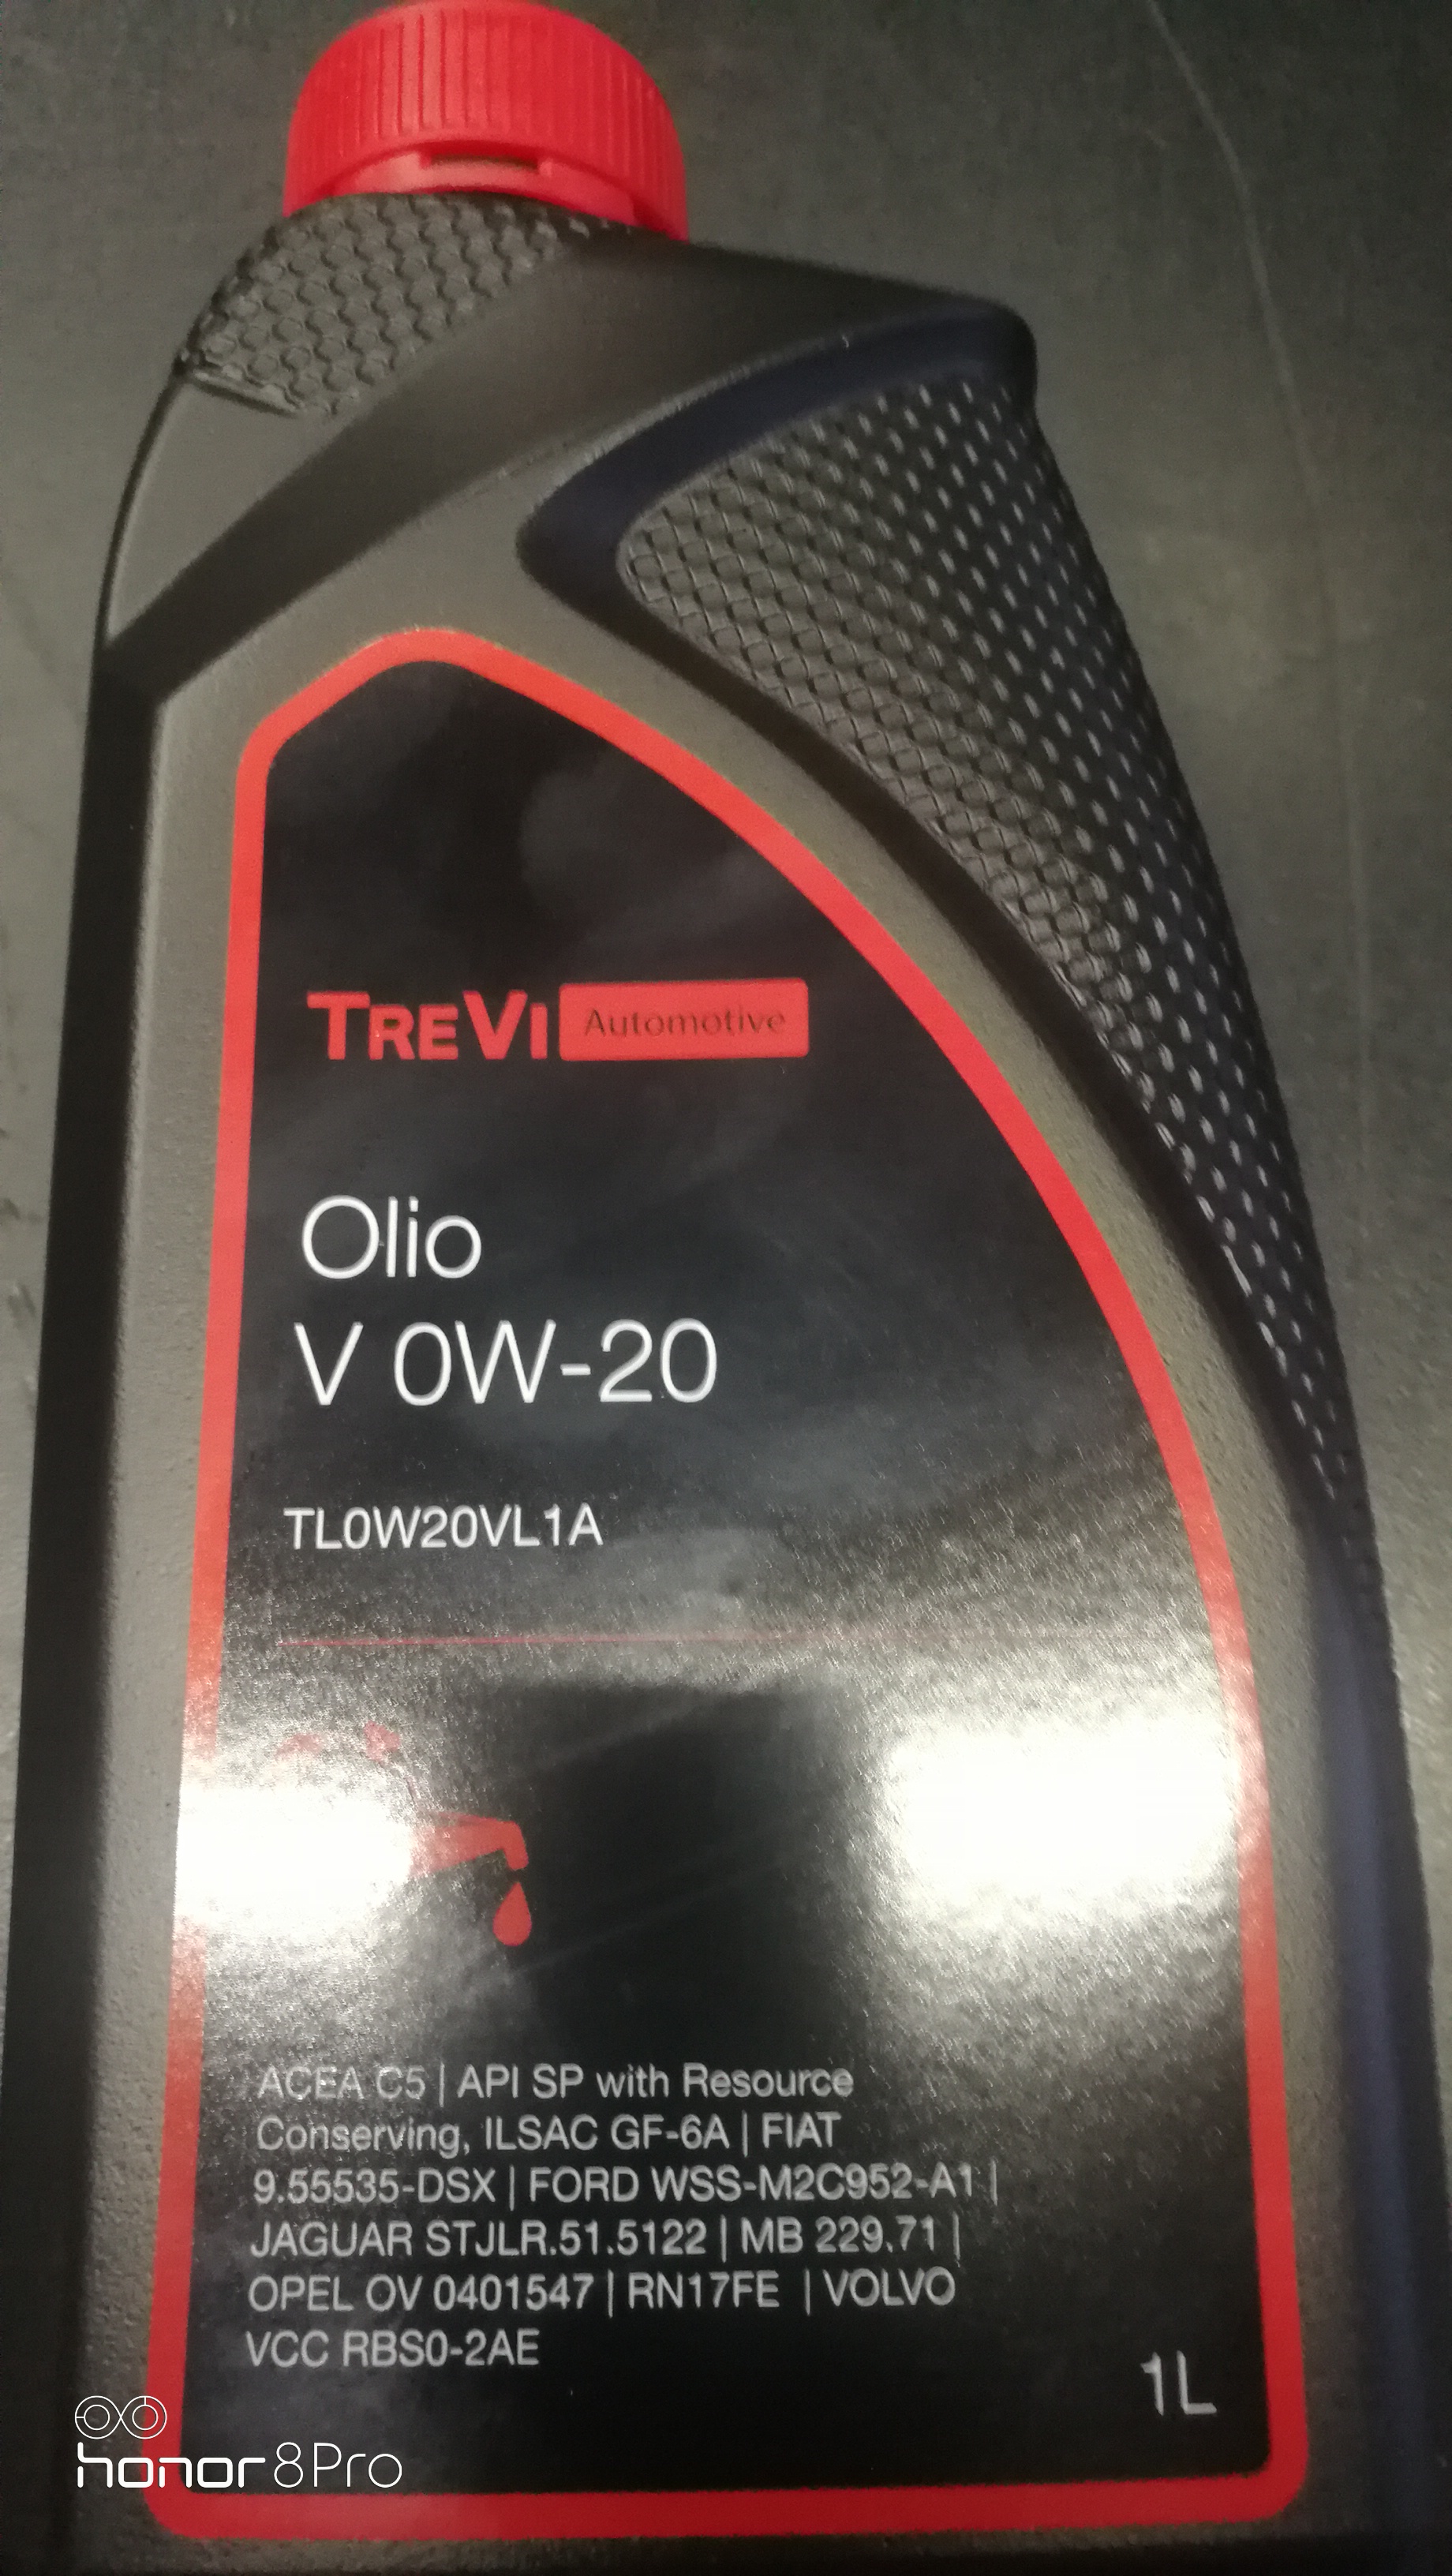 TREVI Automotive
Olio
V 0W-20
TL0W20VL1A
ACEA C5 | API SP with Resource
Conserving, ILSAC GF-6A | FIAT
9.55535-DSX | FORD WSS-M2C952-A1 |
JAGUAR STJLR.51.5122 | MB 229.71 |
OPEL OV 0401547 | RN17FE | VOLVO
VCC RBS0-2AE
1L
honor 8Pro